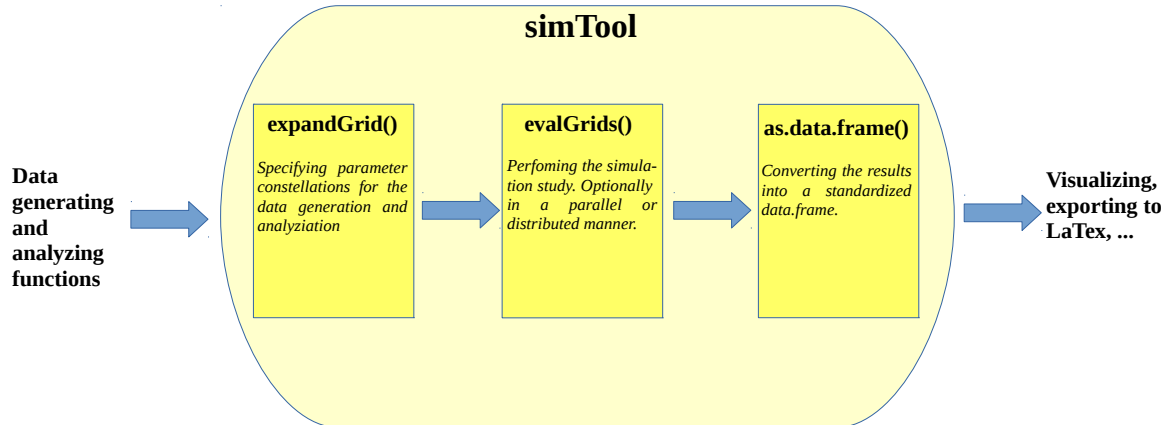 simTool
Data
generating
and
analyzing
functions
expandGrid()
Specifying parameter
constellations for the
data generation and
analyziation
evalGrids()
Perfoming the simula-
tion study. Optionally
in a parallel or
distributed manner.
as.data.frame()
Converting the results
into a standardized
data.frame.
Visualizing,
exporting to
LaTex, ...